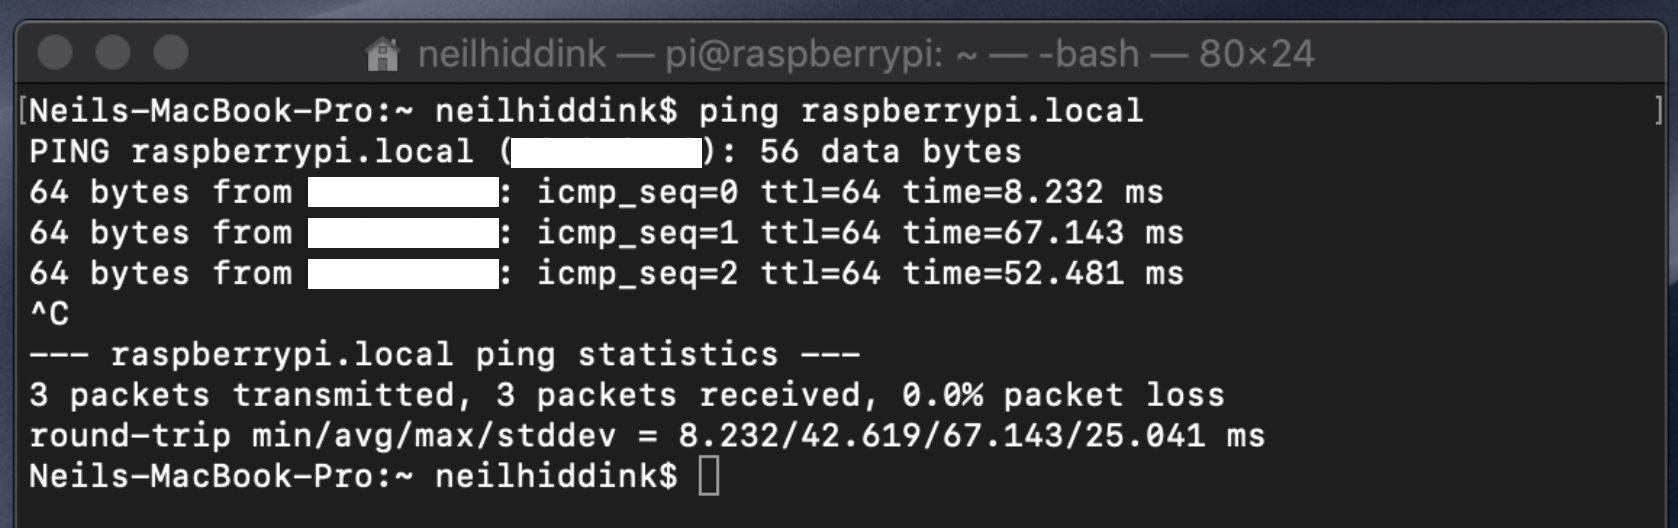 neilhiddink — pi@raspberrypi: ~ — -bash — 80×24
[Neils-MacBook-Pro:~ neilhiddink$ ping raspberrypi.local ]
PING raspberrypi.local ( ): 56 data bytes
64 bytes from : icmp_seq=0 ttl=64 time=8.232 ms
64 bytes from : icmp_seq=1 ttl=64 time=67.143 ms
64 bytes from : icmp_seq=2 ttl=64 time=52.481 ms
^C
--- raspberrypi.local ping statistics ---
3 packets transmitted, 3 packets received, 0.0% packet loss
round-trip min/avg/max/stddev = 8.232/42.619/67.143/25.041 ms
Neils-MacBook-Pro:~ neilhiddink$